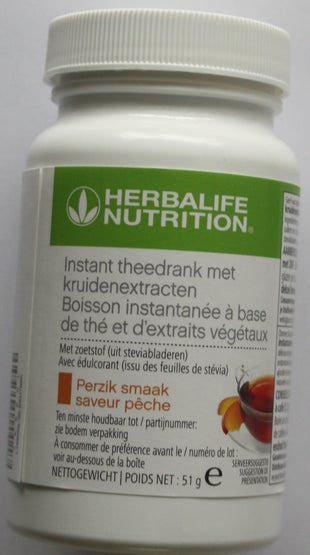 HERBALIFE
NUTRITION®
Instant theedrank met
kruidenextracten
Boisson instantanée à base
de thé et d'extraits végétaux
Met zoetstof (uit steviabladeren)
Avec édulcorant (issu des feuilles de stévia)
Perzik smaak
saveur pêche
Ten minste houdbaar tot / partijnummer:
zie bodem verpakking
À consommer de préférence avant le / numéro de lot :
voir au-dessous de la boîte
NETTOGEWICHT | POIDS NET : 51 g e
SERVEERSUGGESTIE
SUGGESTION DE
PRÉSENTATION